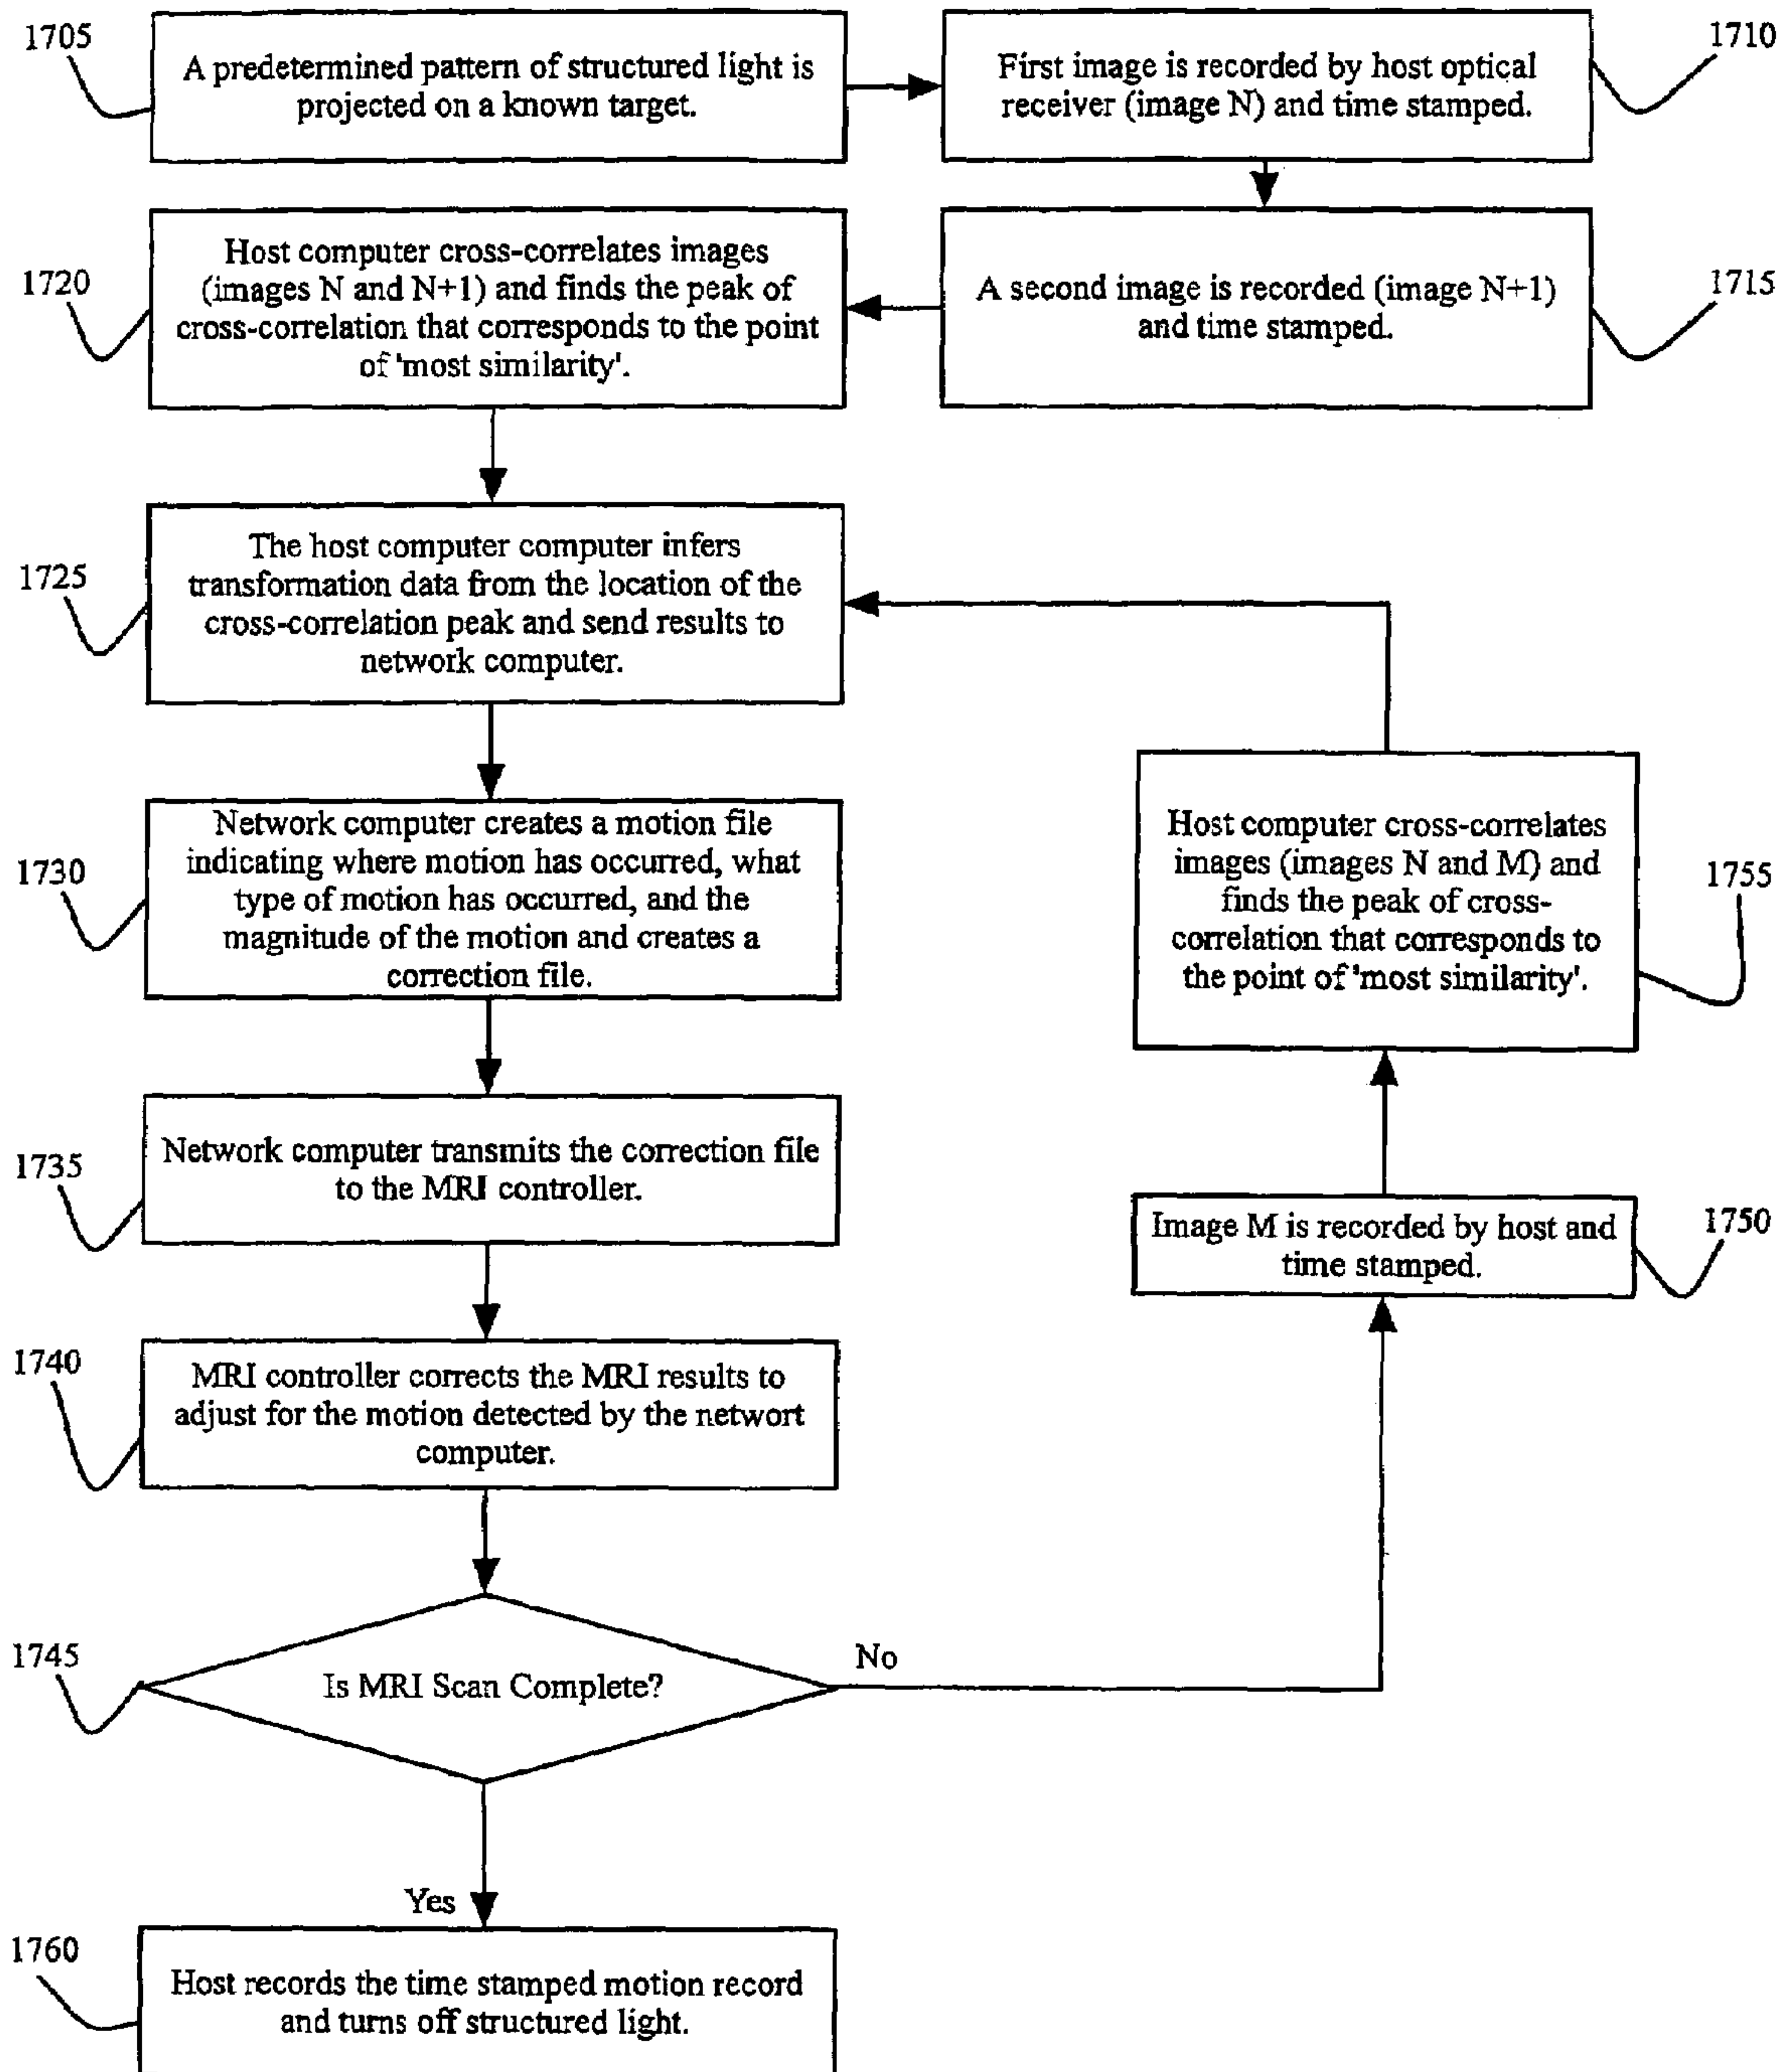 1705
A predetermined pattern of structured light is
projected on a known target.
First image is recorded by host optical
receiver (image N) and time stamped.
1710
1720
Host computer cross-correlates images
(images N and N+1) and finds the peak of
cross-correlation that corresponds to the point
of 'most similarity'.
A second image is recorded (image N+1)
and time stamped.
1715
1725
The host computer computer infers
transformation data from the location of the
cross-correlation peak and send results to
network computer.
1730
Network computer creates a motion file
indicating where motion has occurred, what
type of motion has occurred, and the
magnitude of the motion and creates a
correction file.
Host computer cross-correlates
images (images N and M) and
finds the peak of cross-
correlation that corresponds to
the point of 'most similarity'.
1755
1735
Network computer transmits the correction file
to the MRI controller.
Image M is recorded by host and
time stamped.
1750
1740
MRI controller corrects the MRI results to
adjust for the motion detected by the networt
computer.
1745
Is MRI Scan Complete?
No
Yes
1760
Host records the time stamped motion record
and turns off structured light.